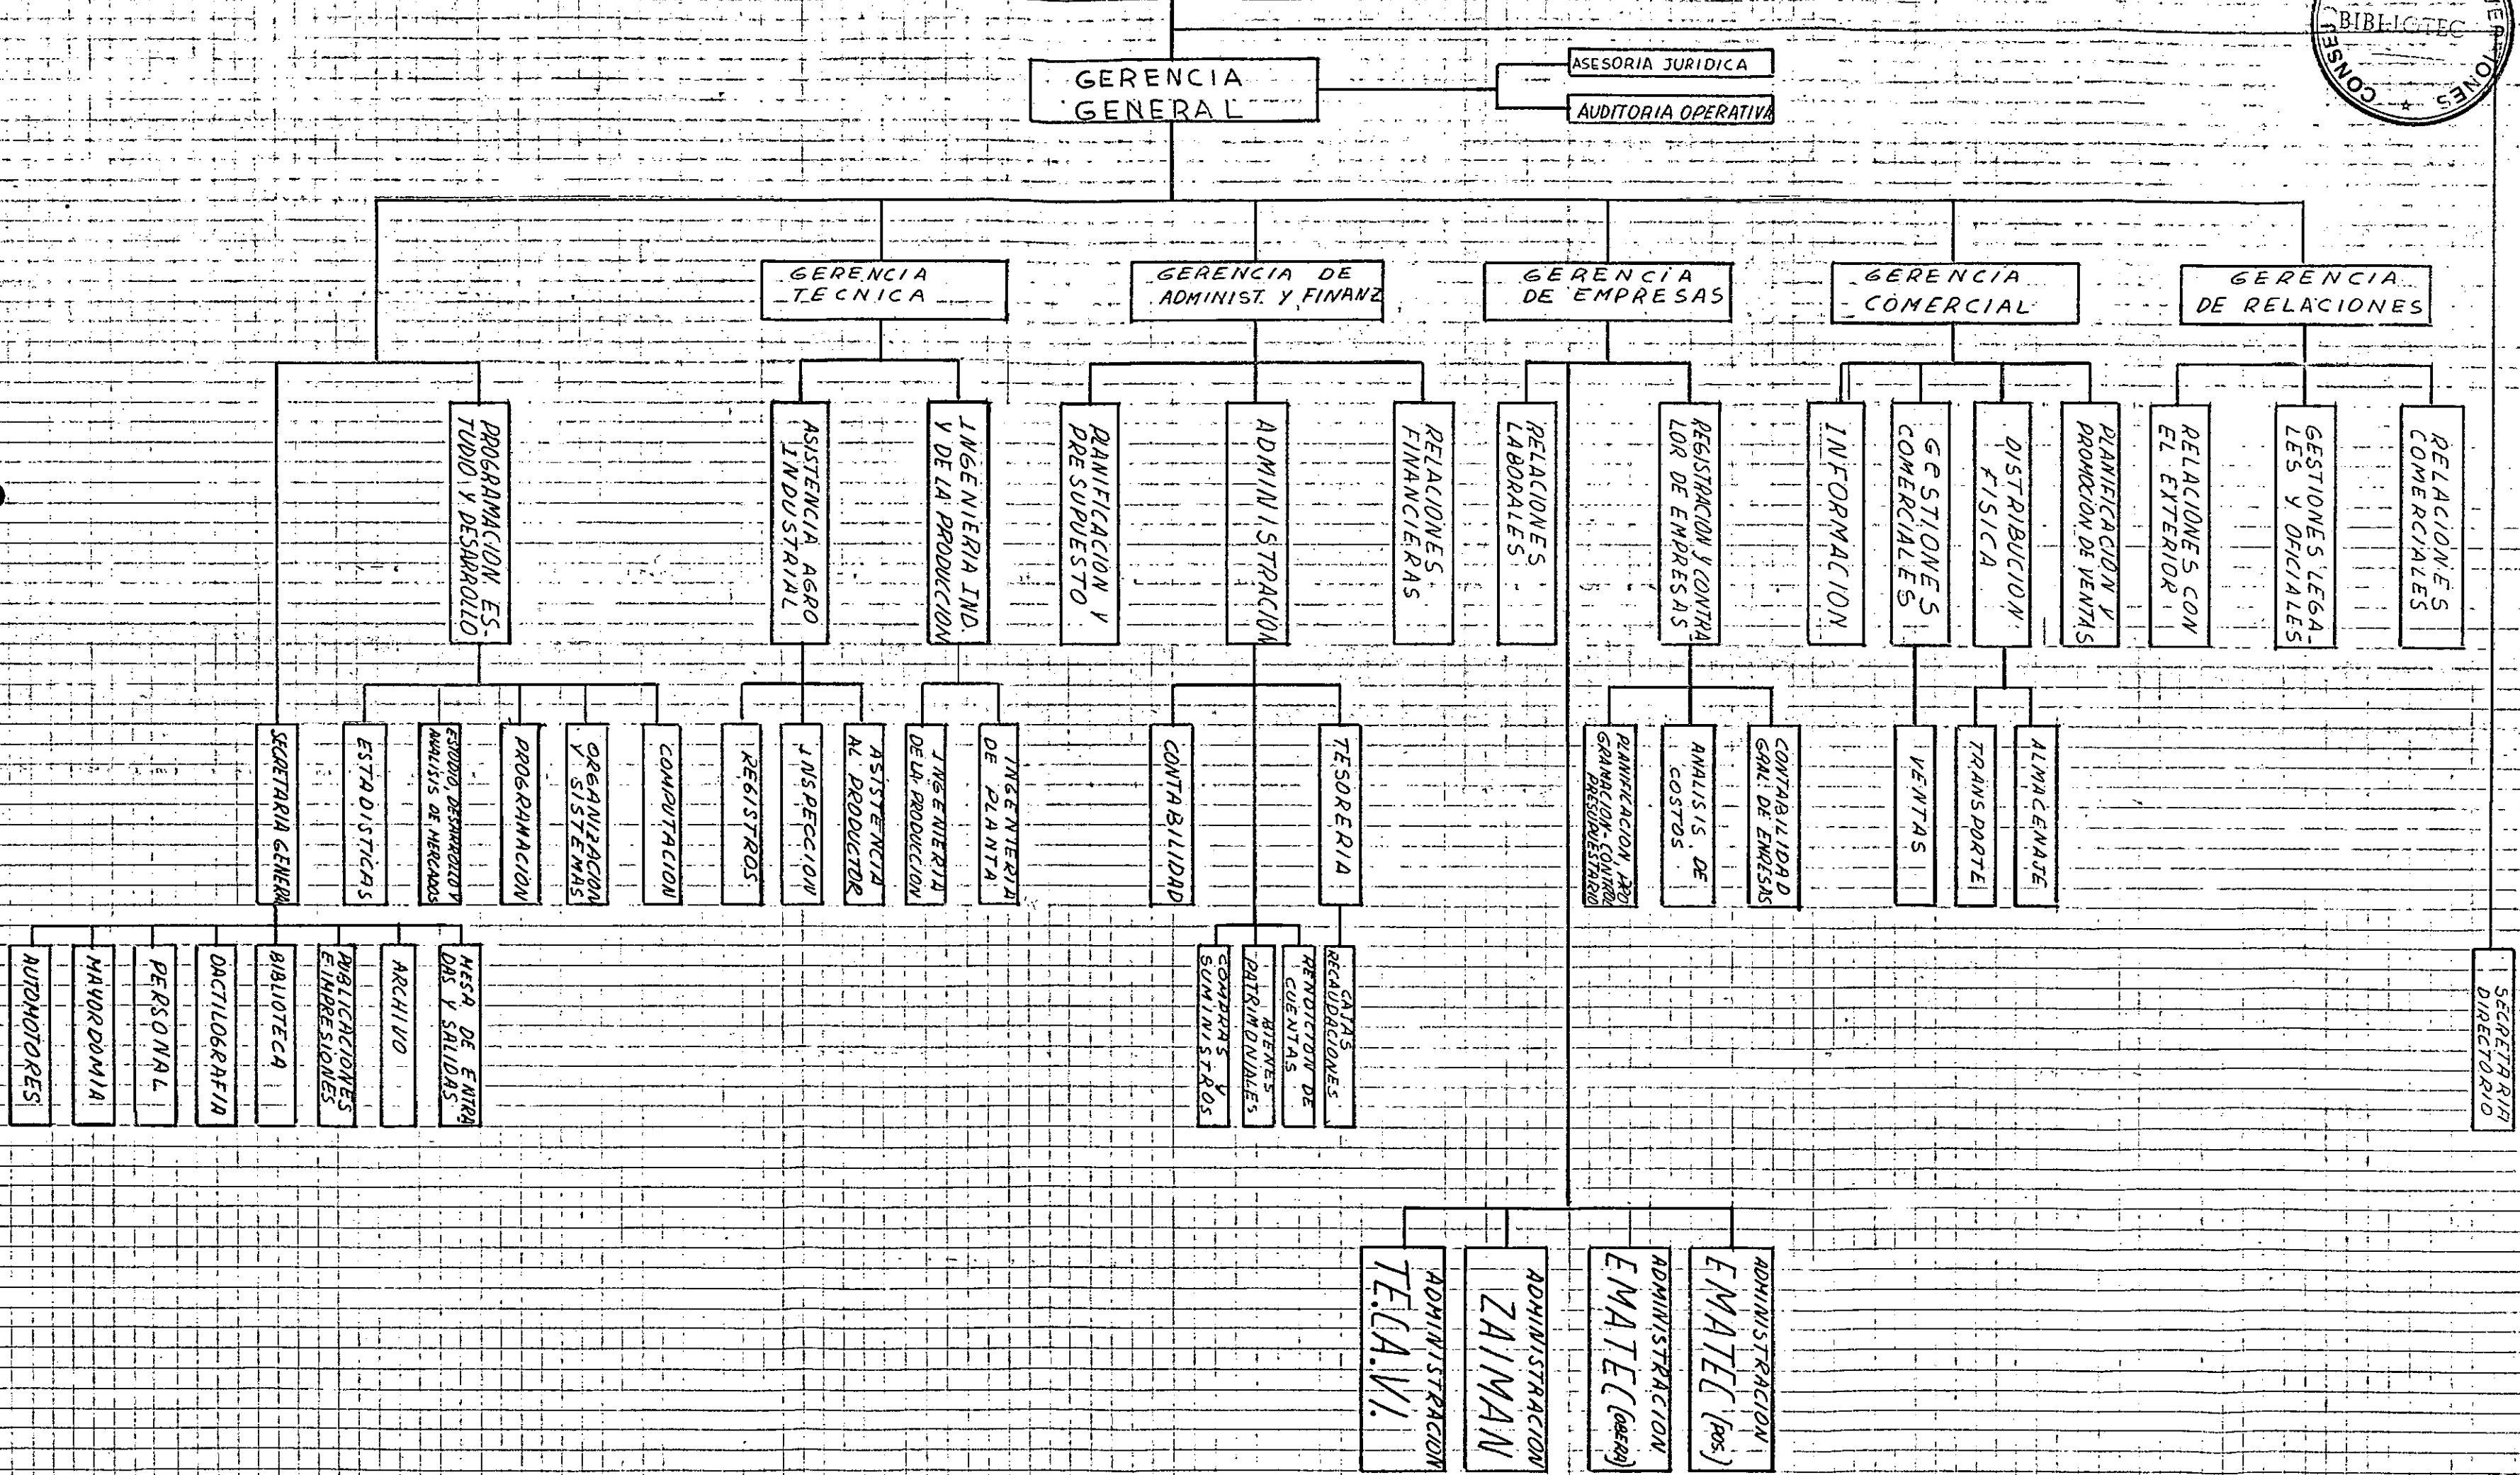 BIBLIOTEC
CONSEJ
IONES
GERENCIA
GENERAL
ASESORIA JURIDICA
AUDITORIA OPERATIVA
GERENCIA
TECNICA
GERENCIA DE
ADMINIST. Y FINANZ
GERENCIA
DE EMPRESAS
GERENCIA
COMERCIAL
GERENCIA
DE RELACIONES
PROGRAMACION ES-
TUDIO Y DESARROLLO
ASISTENCIA AGRO
INDUSTRIAL
INGENIERIA IND.
Y DE LA PRODUCCION
PLANIFICACION Y
PRESUPUESTO
ADMINISTRACION
RELACIONES
FINANCIERAS
RELACIONES
LABORALES
REGISTRACION Y CONTRA
LOR DE EMPRESAS
INFORMACION
GESTIONES
COMERCIALES
DISTRIBUCION
FISICA
PLANIFICACION Y
PROMOCION DE VENTAS
RELACIONES CON
EL EXTERIOR
GESTIONES LEGA-
LES Y OFICIALES
RELACIONES
COMERCIALES
SECRETARIA GENERAL
ESTADISTICAS
ESTUDIO, DESARROLLO Y
ANALISIS DE MERCADOS
PROGRAMACION
ORGANIZACION
Y SISTEMAS
COMPUTACION
REGISTROS
INSPECCION
ASISTENCIA
AL PRODUCTOR
INGENIERIA
DE LA PRODUCCION
INGENIERIA
DE PLANTA
CONTABILIDAD
TESORERIA
PLANIFICACION, PRO
GRAMACION-CONTROL
PRESUPUESTARIO
ANALISIS DE
COSTOS
CONTABILIDAD
GRAL. DE EMPRESAS
VENTAS
TRANSPORTE
ALMACENAJE
AUTOMOTORES
MAYORDOMIA
PERSONAL
DACTILOGRAFIA
BIBLIOTECA
PUBLICACIONES
E IMPRESIONES
ARCHIVO
MESA DE ENTRA
DAS Y SALIDAS
COMPRAS Y
SUMINISTROS
BIENES
PATRIMONIALES
RENDICION DE
CUENTAS
CAJAS
RECAUDACIONES
SECRETARIA
DIRECTORIO
ADMINISTRACION
TE.CA.VI.
ADMINISTRACION
ZAIMAN
ADMINISTRACION
EMATEC (OBERA)
ADMINISTRACION
EMATEC (POS.)